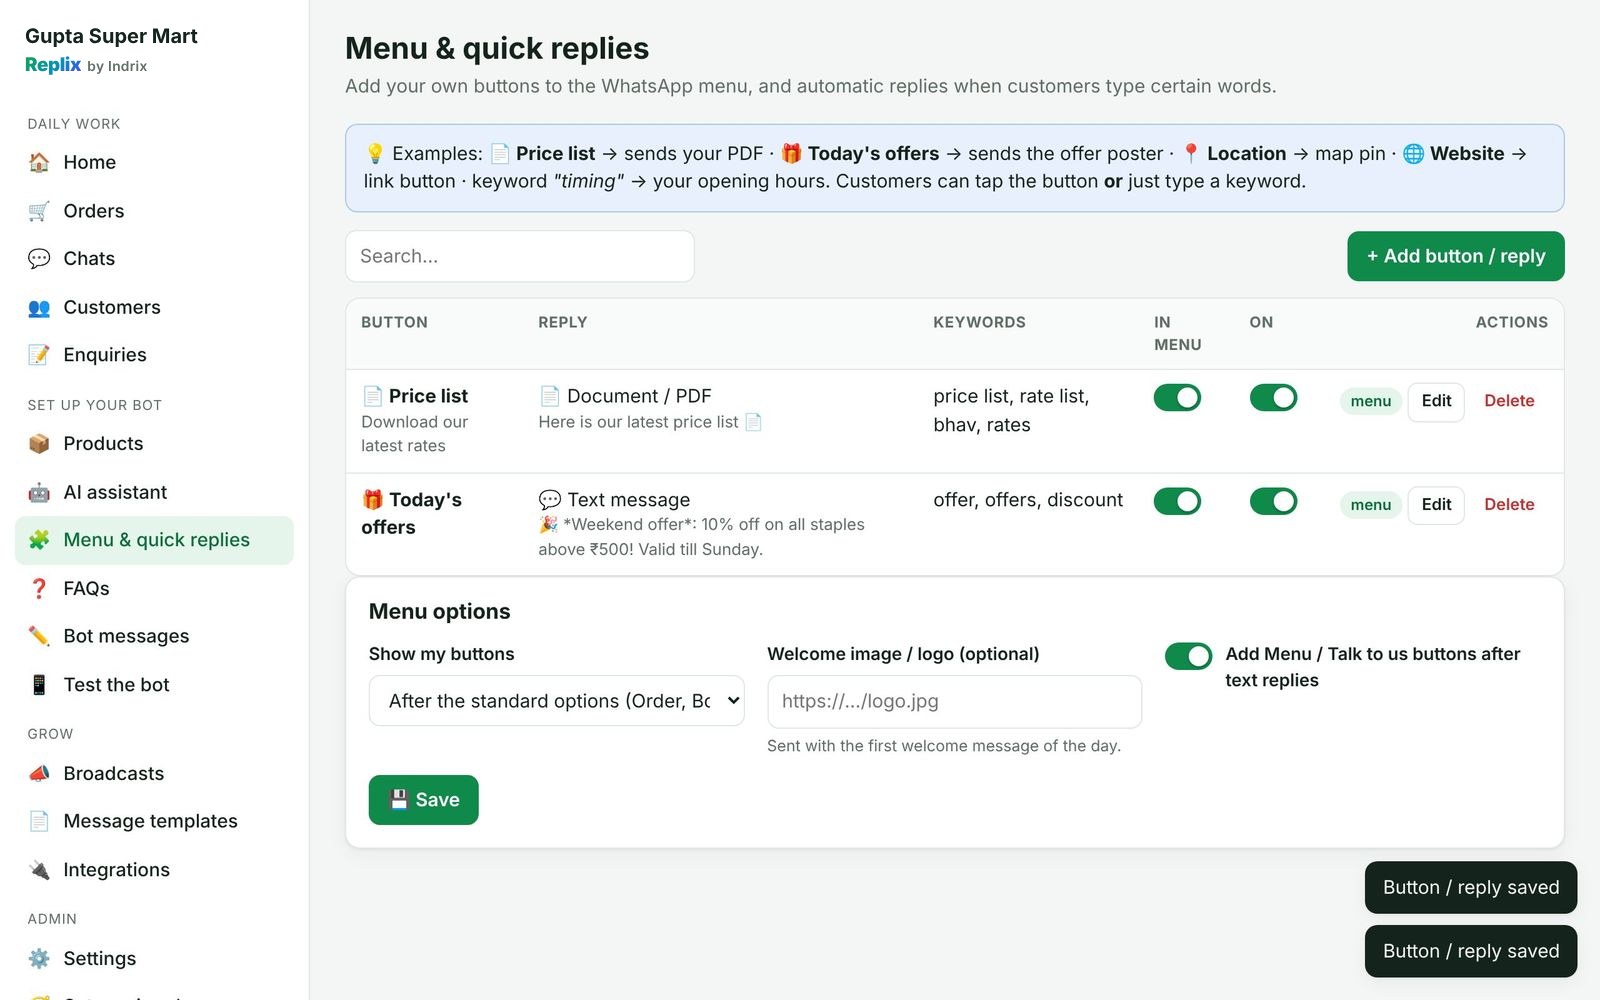 Gupta Super Mart
Replix by Indrix
DAILY WORK
🏠 Home
🛒 Orders
💬 Chats
👥 Customers
📝 Enquiries
SET UP YOUR BOT
📦 Products
🤖 AI assistant
🧩 Menu & quick replies
❓ FAQs
✏️ Bot messages
📱 Test the bot
GROW
📣 Broadcasts
📄 Message templates
🔌 Integrations
ADMIN
⚙️ Settings
Menu & quick replies
Add your own buttons to the WhatsApp menu, and automatic replies when customers type certain words.
💡 Examples: 📄 Price list → sends your PDF · 🎁 Today's offers → sends the offer poster · 📍 Location → map pin · 🌐 Website →
link button · keyword "timing" → your opening hours. Customers can tap the button or just type a keyword.
Search...
+ Add button / reply
BUTTON REPLY KEYWORDS IN ON ACTIONS
MENU
📄 Price list 📄 Document / PDF price list, rate list, menu Edit Delete
Download our Here is our latest price list 📄 bhav, rates
latest rates
🎁 Today's 💬 Text message offer, offers, discount menu Edit Delete
offers 🎉 *Weekend offer*: 10% off on all staples
above ₹500! Valid till Sunday.
Menu options
Show my buttons Welcome image / logo (optional) Add Menu / Talk to us buttons after
text replies
After the standard options (Order, Bo https://.../logo.jpg
Sent with the first welcome message of the day.
💾 Save
Button / reply saved
Button / reply saved